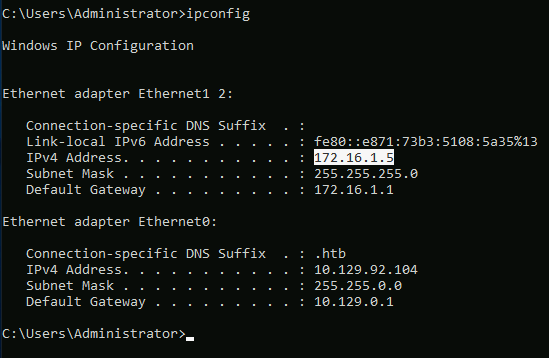 C:\Users\Administrator>ipconfig
Windows IP Configuration
Ethernet adapter Ethernet1 2:
   Connection-specific DNS Suffix  . :
   Link-local IPv6 Address . . . . . : fe80::e871:73b3:5108:5a35%13
   IPv4 Address. . . . . . . . . . . : 172.16.1.5
   Subnet Mask . . . . . . . . . . . : 255.255.255.0
   Default Gateway . . . . . . . . . : 172.16.1.1
Ethernet adapter Ethernet0:
   Connection-specific DNS Suffix  . : .htb
   IPv4 Address. . . . . . . . . . . : 10.129.92.104
   Subnet Mask . . . . . . . . . . . : 255.255.0.0
   Default Gateway . . . . . . . . . : 10.129.0.1
C:\Users\Administrator>